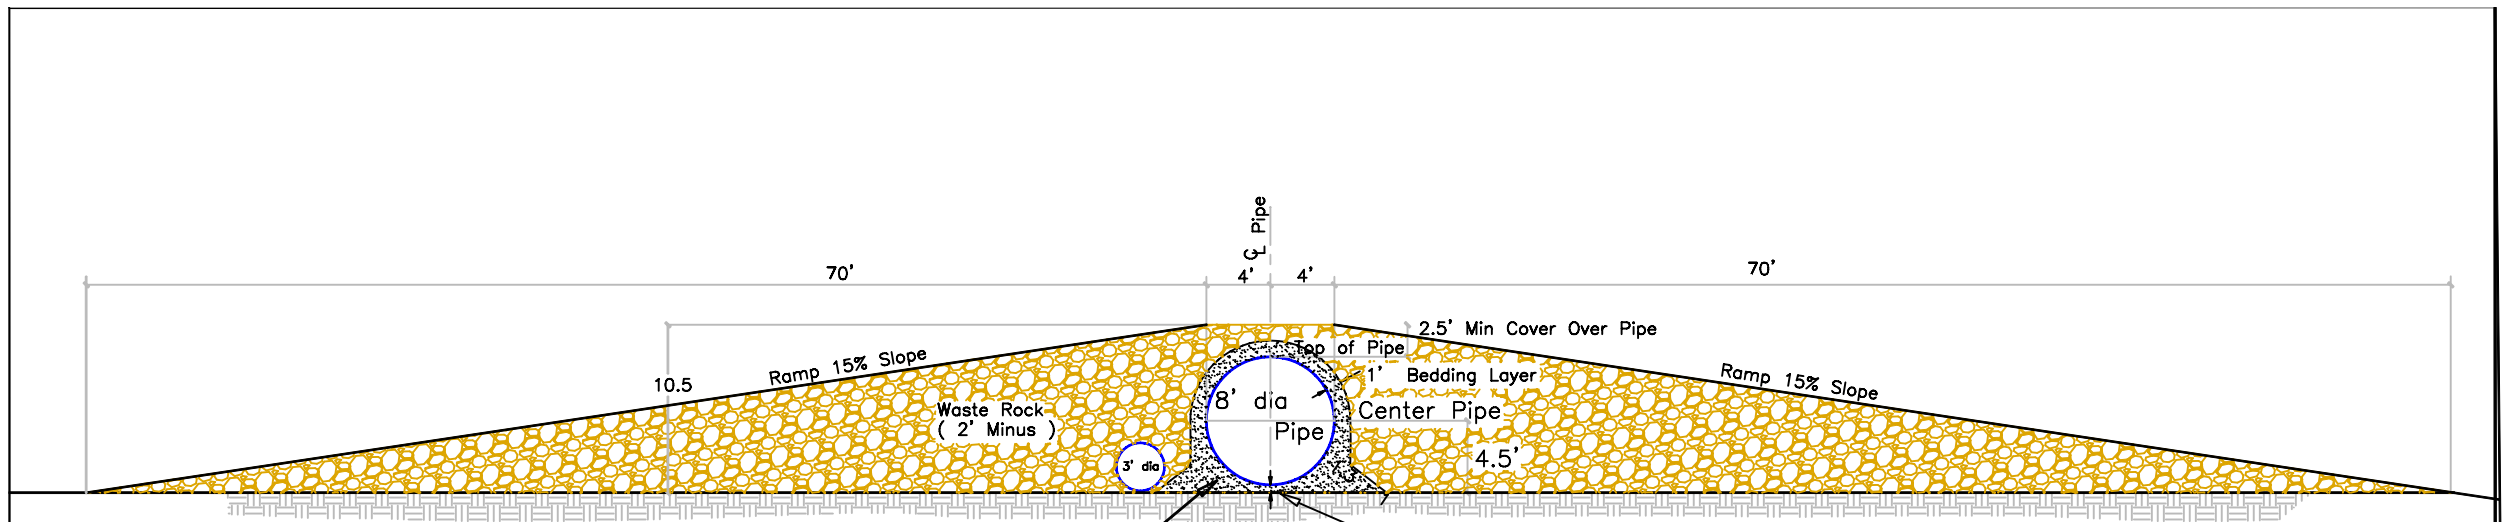 ℄ Pipe
70'
4'
4'
70'
2.5' Min Cover Over Pipe
Top of Pipe
Ramp 15% Slope
10.5
1' Bedding Layer
Ramp 15% Slope
8' dia
Pipe
Waste Rock
( 2' Minus )
Center Pipe
3' dia
4.5'